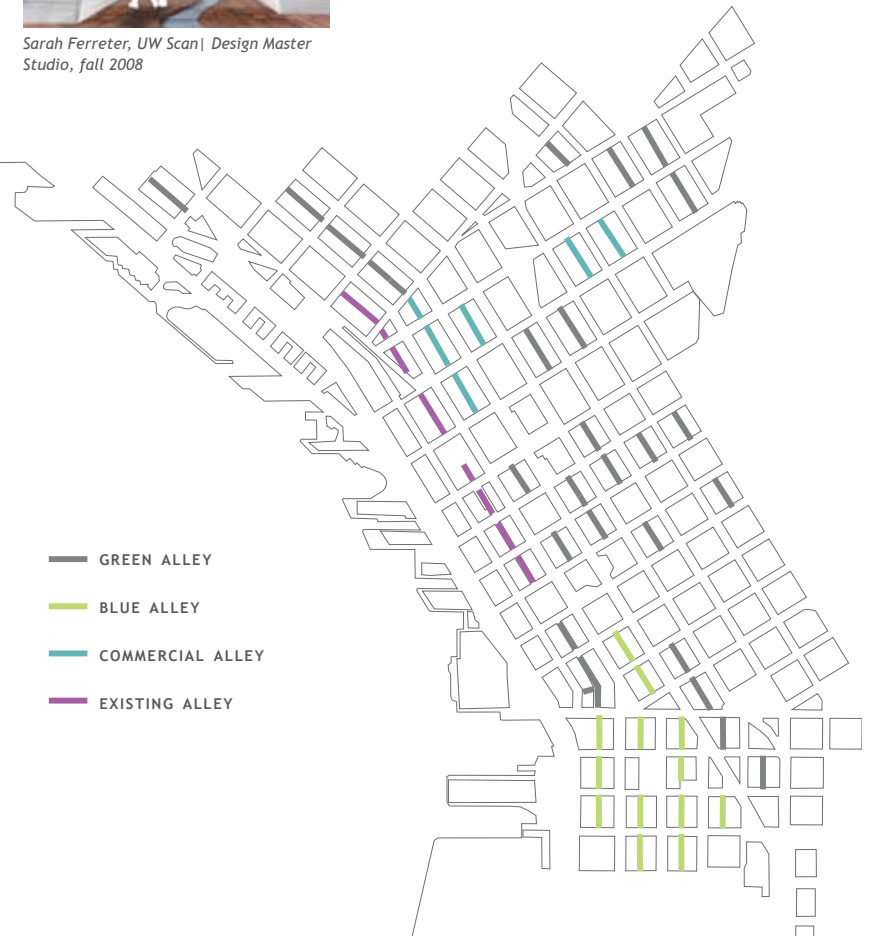 Sarah Ferreter, UW Scan| Design Master
Studio, fall 2008
GREEN ALLEY
BLUE ALLEY
COMMERCIAL ALLEY
EXISTING ALLEY